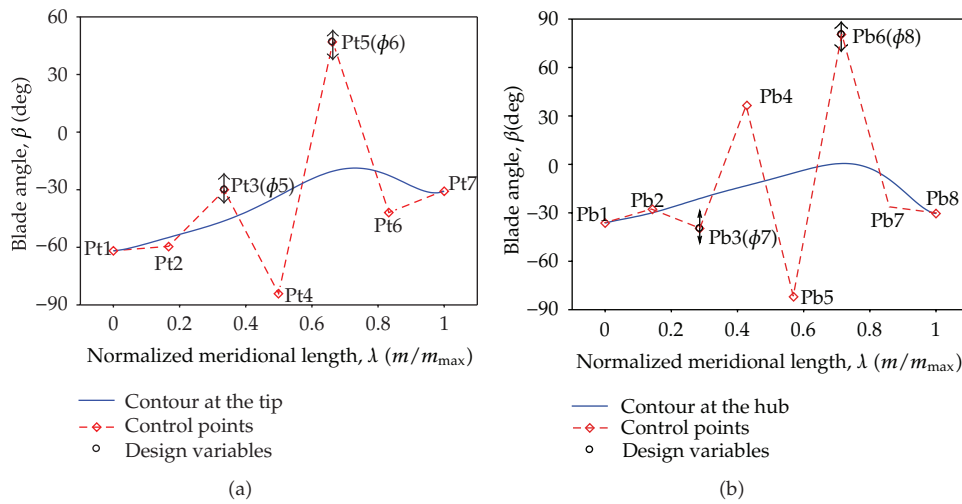 60
30
0
−30
−60
−90
Blade angle, β (deg)
Pt1
Pt2
Pt3(ϕ5)
Pt4
Pt5(ϕ6)
Pt6
Pt7
0
0.2
0.4
0.6
0.8
1
Normalized meridional length, λ (m/mmax)
Contour at the tip
Control points
Design variables
(a)
90
60
30
0
−30
−60
−90
Blade angle, β(deg)
Pb1
Pb2
Pb3(ϕ7)
Pb4
Pb5
Pb6(ϕ8)
Pb7
Pb8
0
0.2
0.4
0.6
0.8
1
Normalized meridional length, λ (m/mmax)
Contour at the hub
Control points
Design variables
(b)